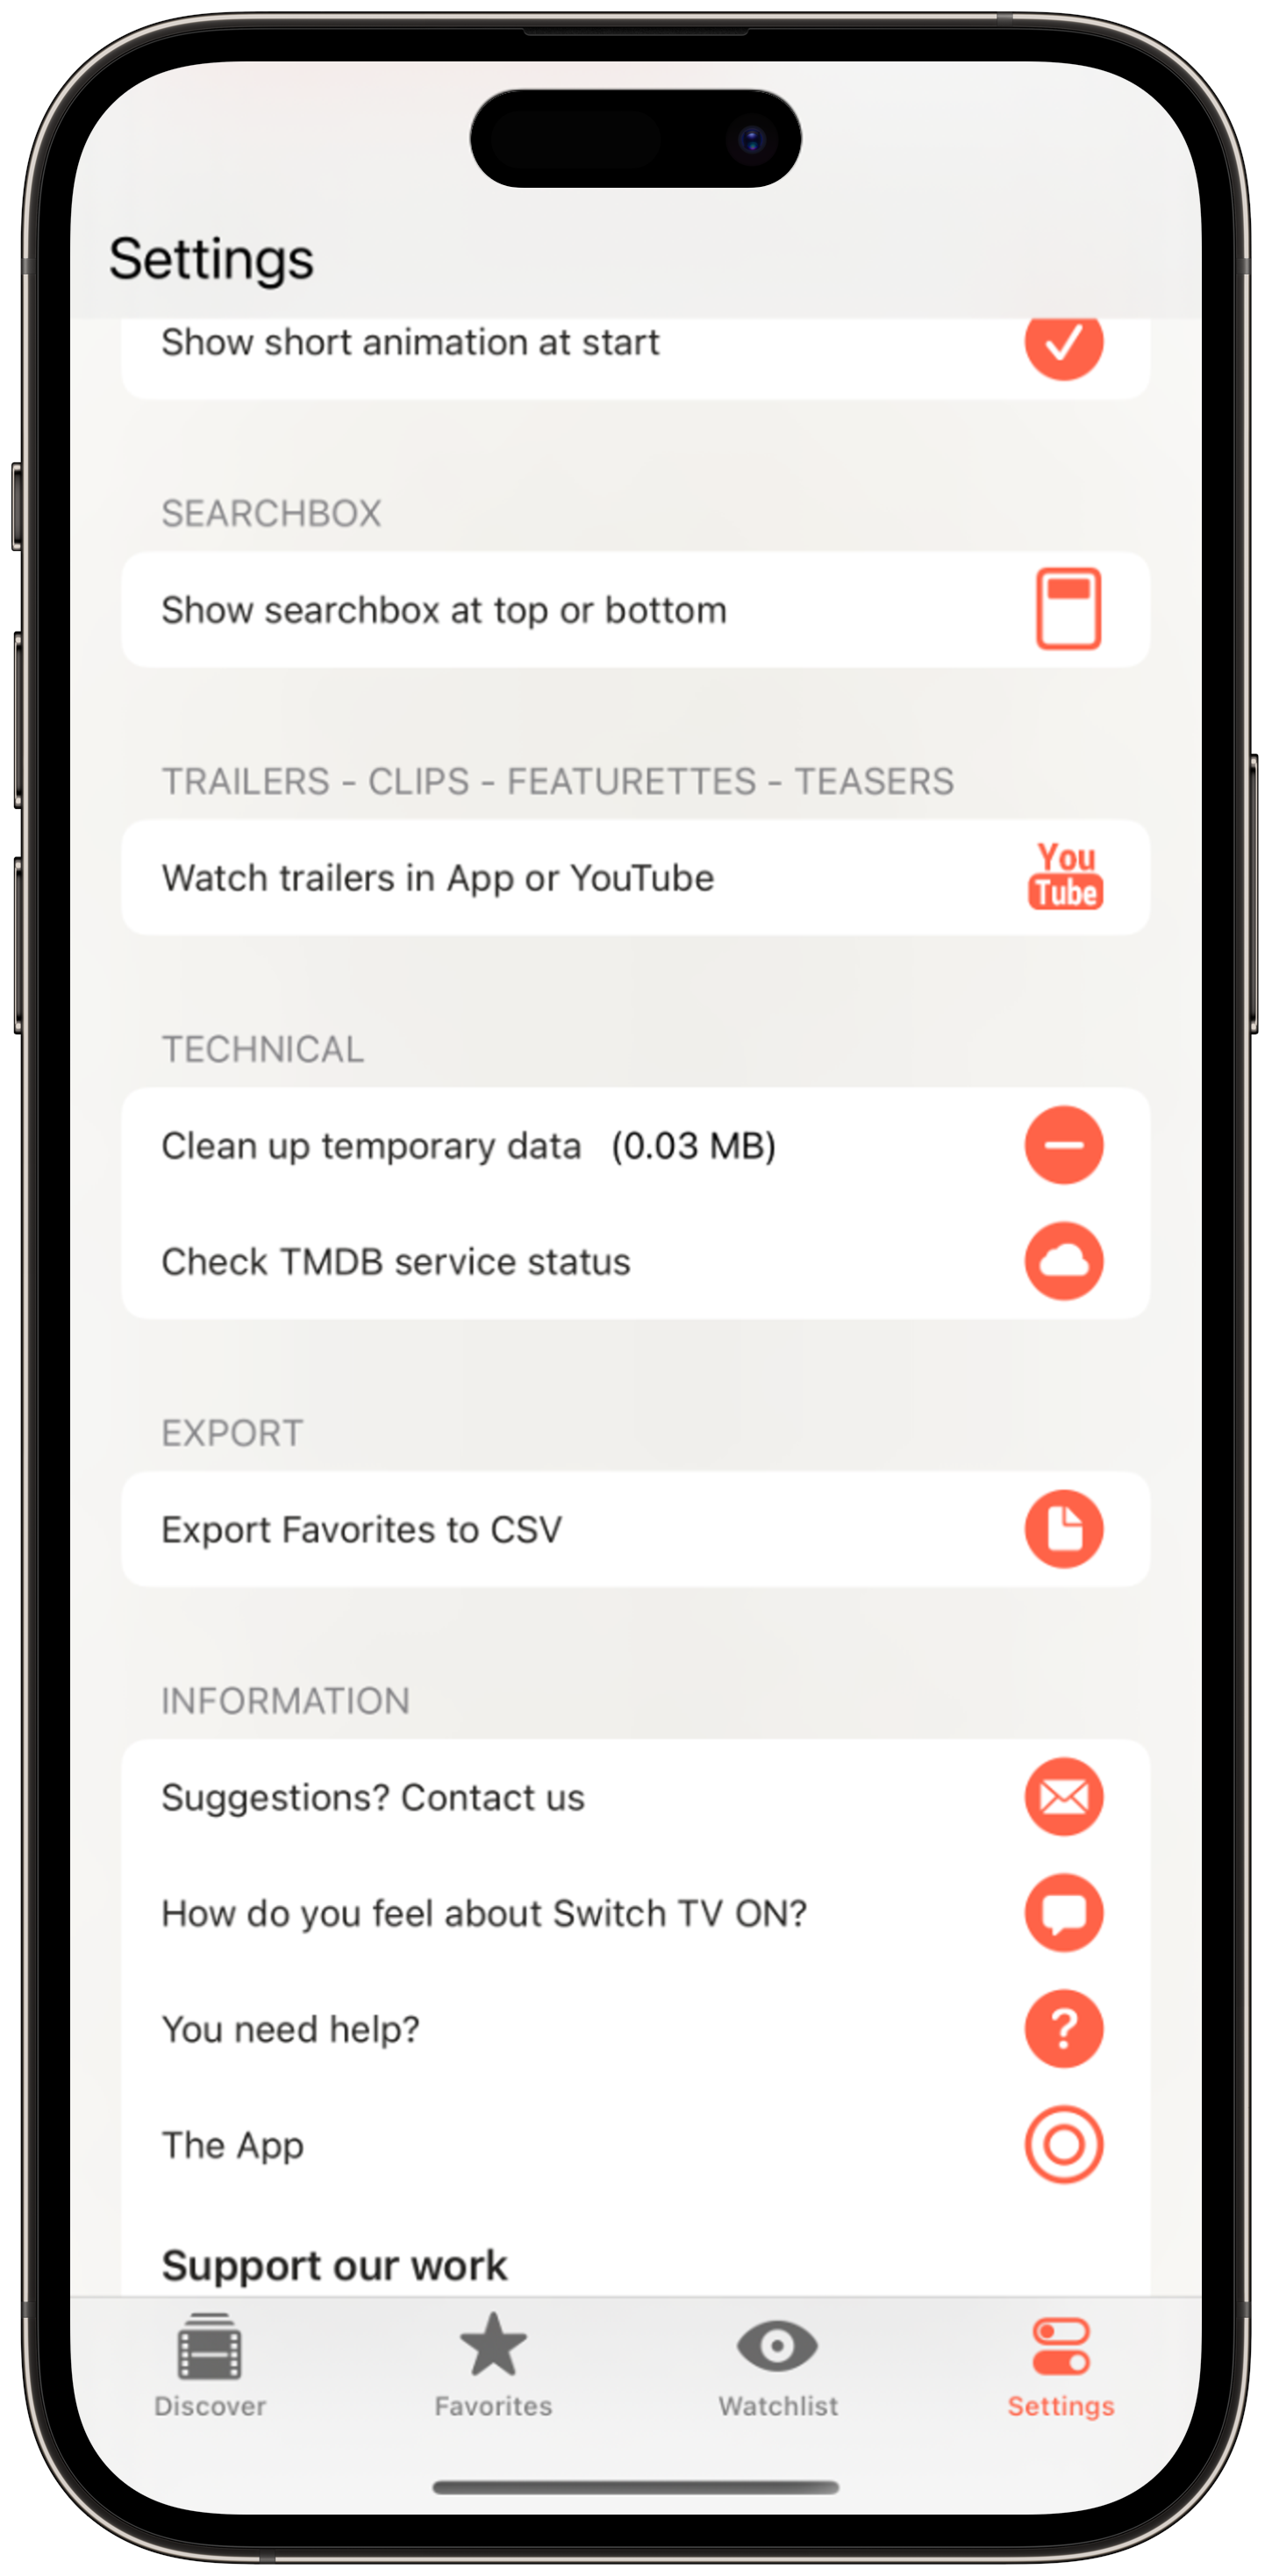 Settings
Show short animation at start
SEARCHBOX
Show searchbox at top or bottom
TRAILERS - CLIPS - FEATURETTES - TEASERS
Watch trailers in App or YouTube
You
Tube
TECHNICAL
Clean up temporary data (0.03 MB)
Check TMDB service status
EXPORT
Export Favorites to CSV
INFORMATION
Suggestions? Contact us
How do you feel about Switch TV ON?
You need help?
?
The App
Support our work
Discover
Favorites
Watchlist
Settings